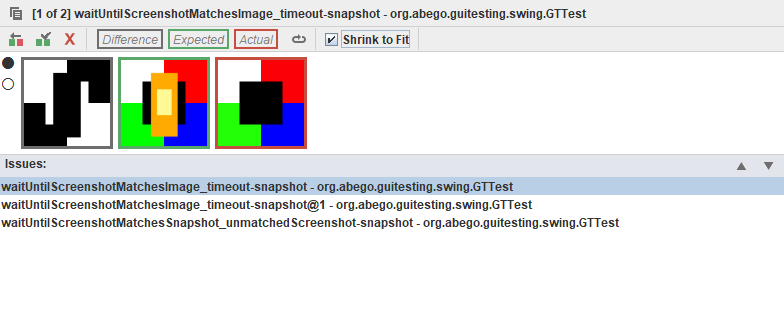 [1 of 2] waitUntilScreenshotMatchesImage_timeout-snapshot - org.abego.guitesting.swing.GTTest
X Difference Expected Actual Shrink to Fit
Issues:
waitUntilScreenshotMatchesImage_timeout-snapshot - org.abego.guitesting.swing.GTTest
waitUntilScreenshotMatchesImage_timeout-snapshot@1 - org.abego.guitesting.swing.GTTest
waitUntilScreenshotMatchesSnapshot_unmatchedScreenshot-snapshot - org.abego.guitesting.swing.GTTest